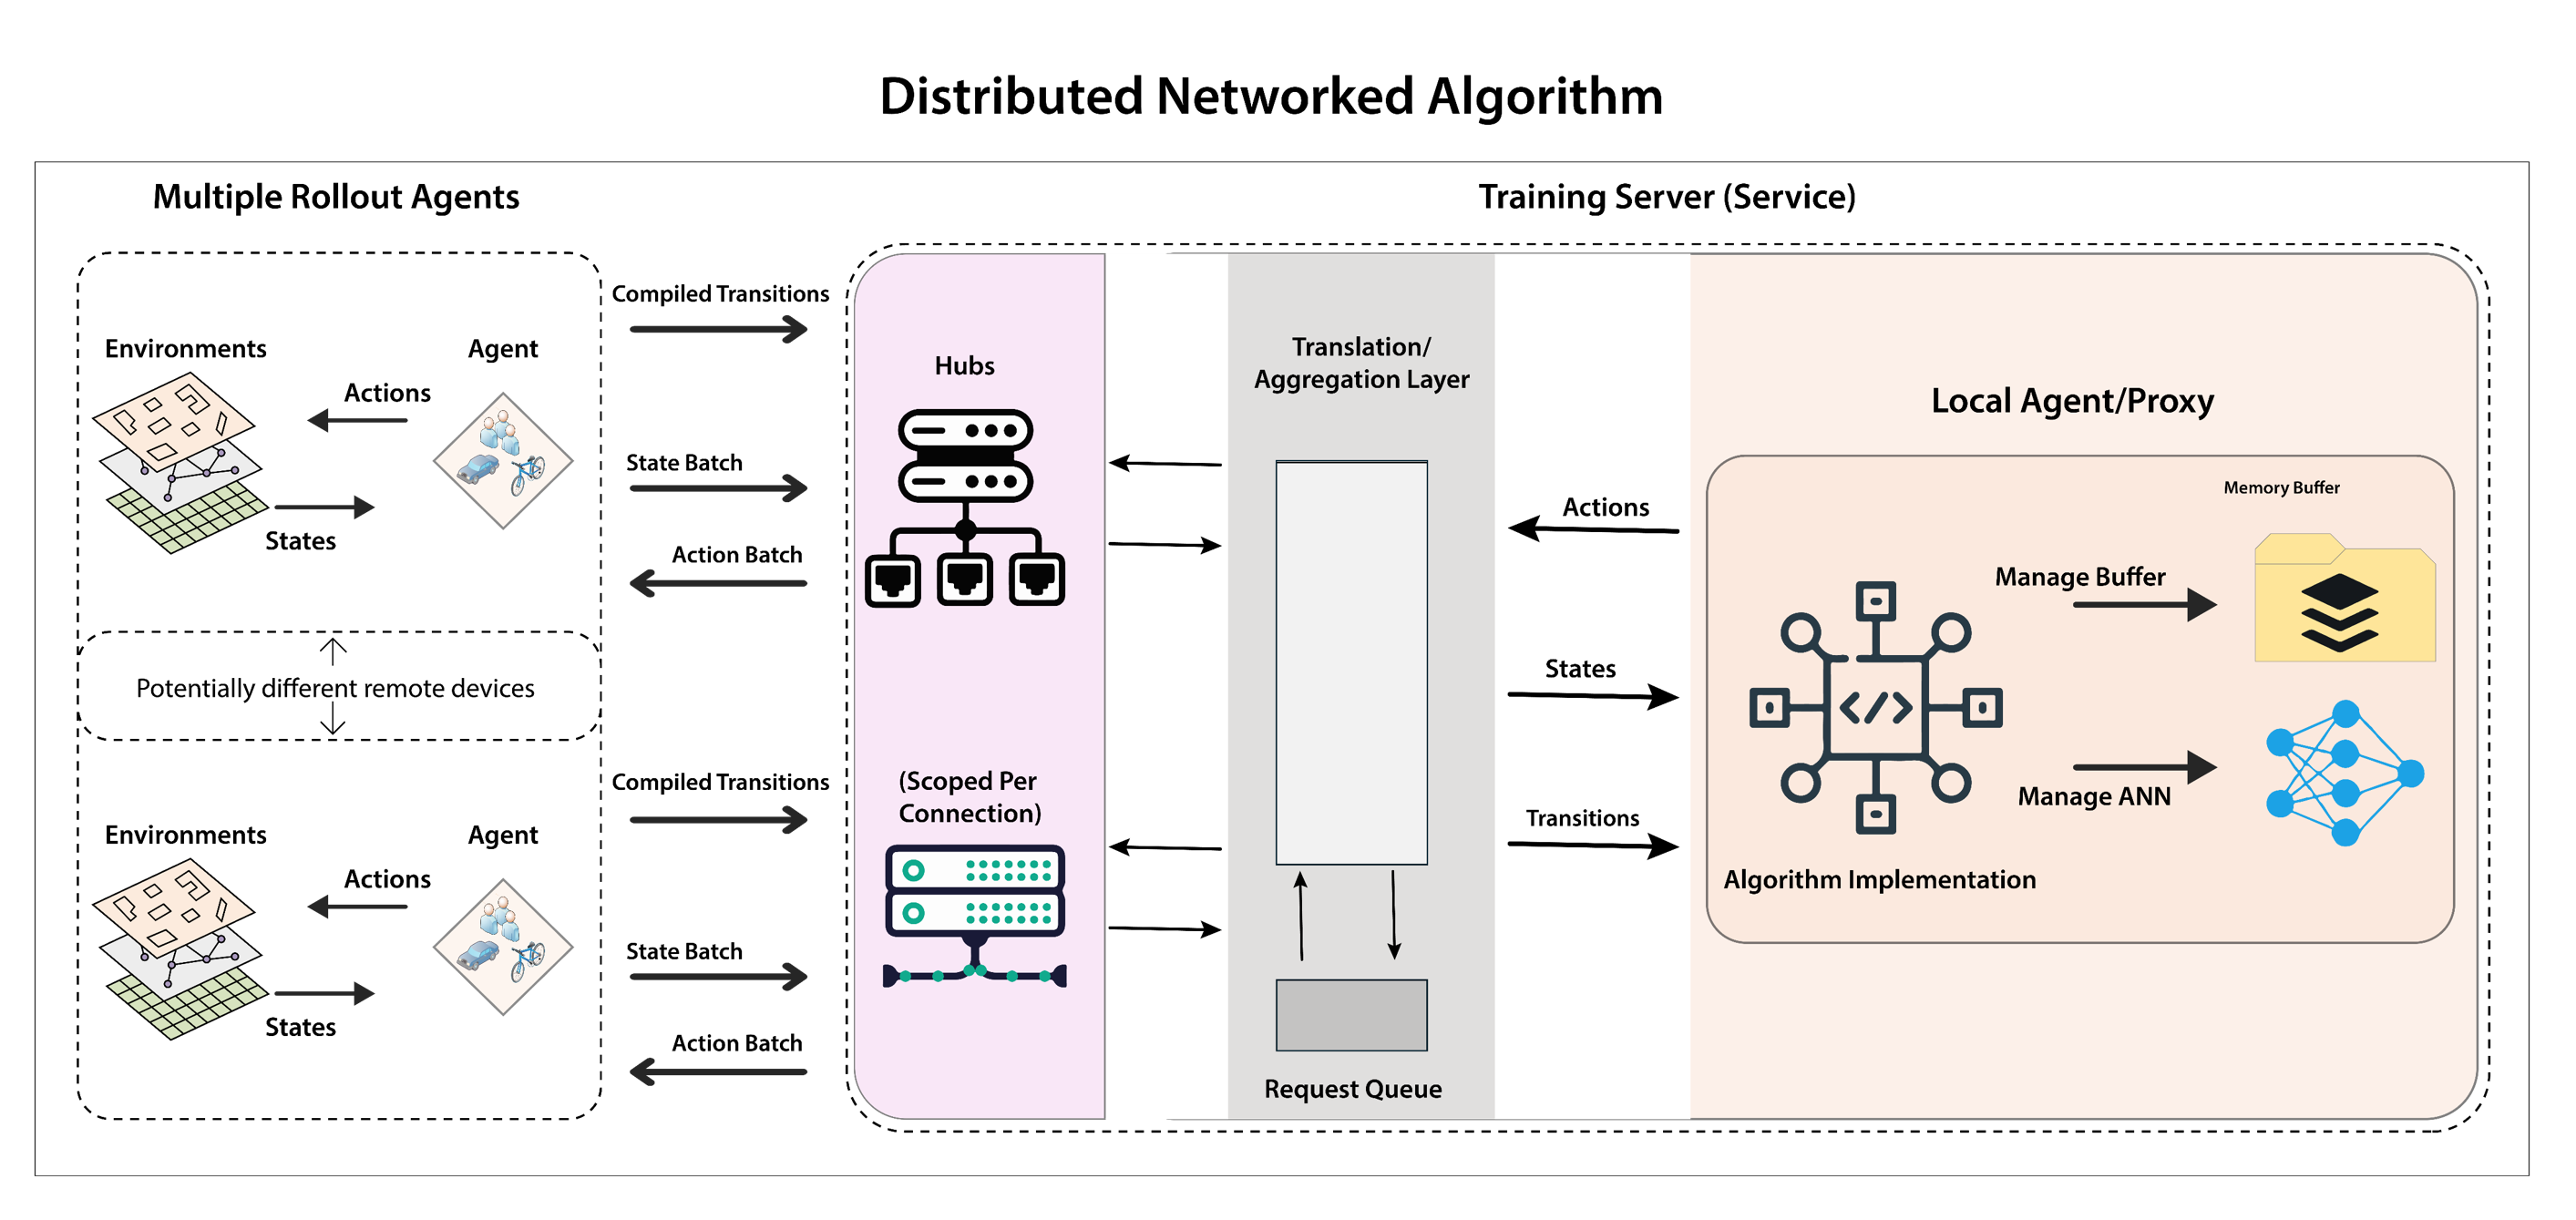 Distributed Networked Algorithm
Multiple Rollout Agents
Training Server (Service)
Environments
Agent
Actions
States
Potentially different remote devices
Environments
Agent
Actions
States
Compiled Transitions
State Batch
Action Batch
Compiled Transitions
State Batch
Action Batch
Hubs
(Scoped Per
Connection)
Translation/
Aggregation Layer
Request Queue
Actions
States
Transitions
Local Agent/Proxy
Memory Buffer
Manage Buffer
Manage ANN
Algorithm Implementation